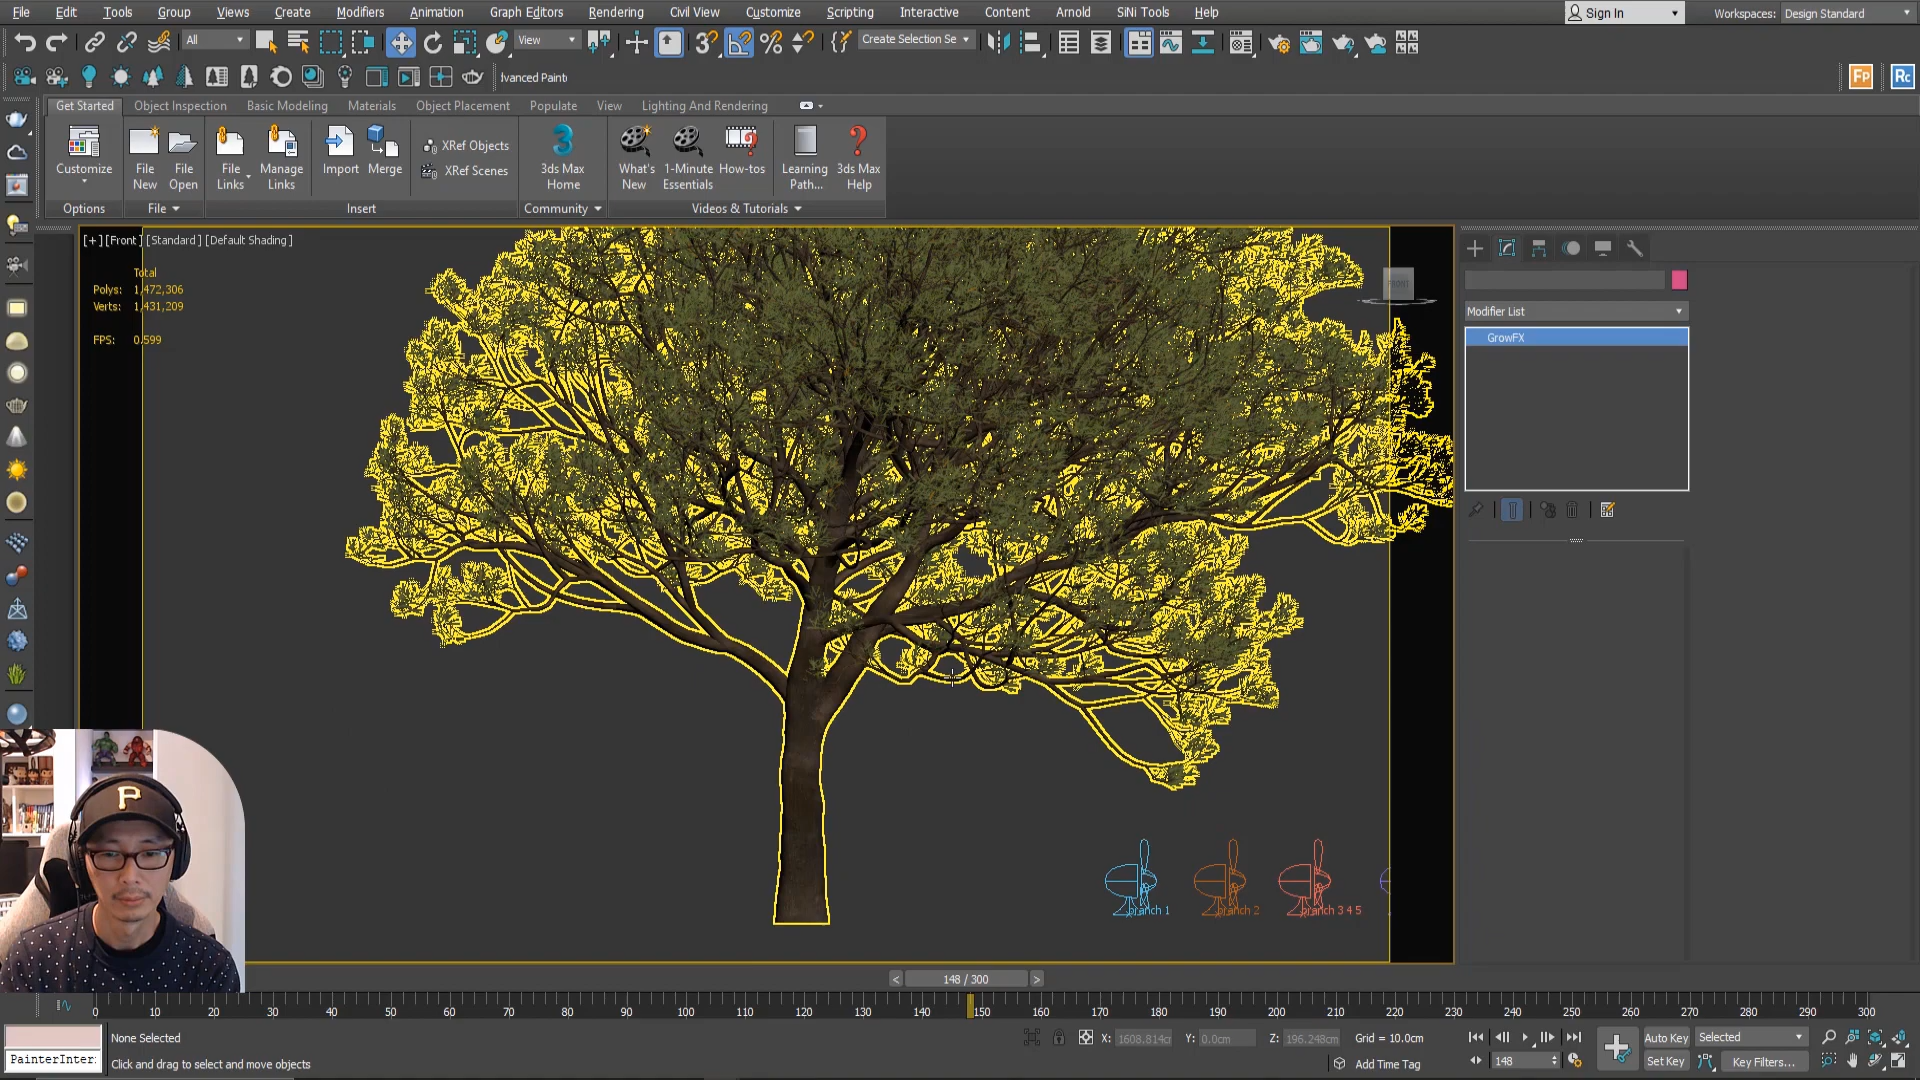 File Edit Tools Group Views Create Modifiers Animation Graph Editors Rendering Civil View Customize Scripting Interactive Content Arnold SiNi Tools Help Sign In Workspaces: Design Standard
All View Create Selection Se
Ivanced Paint Fp Rc
Get Started Object Inspection Basic Modeling Materials Object Placement Populate View Lighting And Rendering
Customize File New File Open File Links Manage Links Import Merge XRef Objects XRef Scenes 3ds Max Home What's New 1-Minute Essentials How-tos Learning Path... 3ds Max Help
Options File Insert Community Videos & Tutorials
[+] [Front] [Standard] [Default Shading]
Total
Polys: 1,472,306
Verts: 1,431,209
FPS: 0.599
Modifier List
GrowFX
P
branch 1 branch 2 branch 3 4 5
< 148 / 300 >
0 10 20 30 40 50 60 70 80 90 100 110 120 130 140 150 160 170 180 190 200 210 220 230 240 250 260 270 280 290 300
None Selected X: 1608.814cr Y: 0.0cm Z: 196.248cm Grid = 10.0cm Auto Key Selected
PainterInter: Click and drag to select and move objects Add Time Tag 148 Set Key Key Filters...